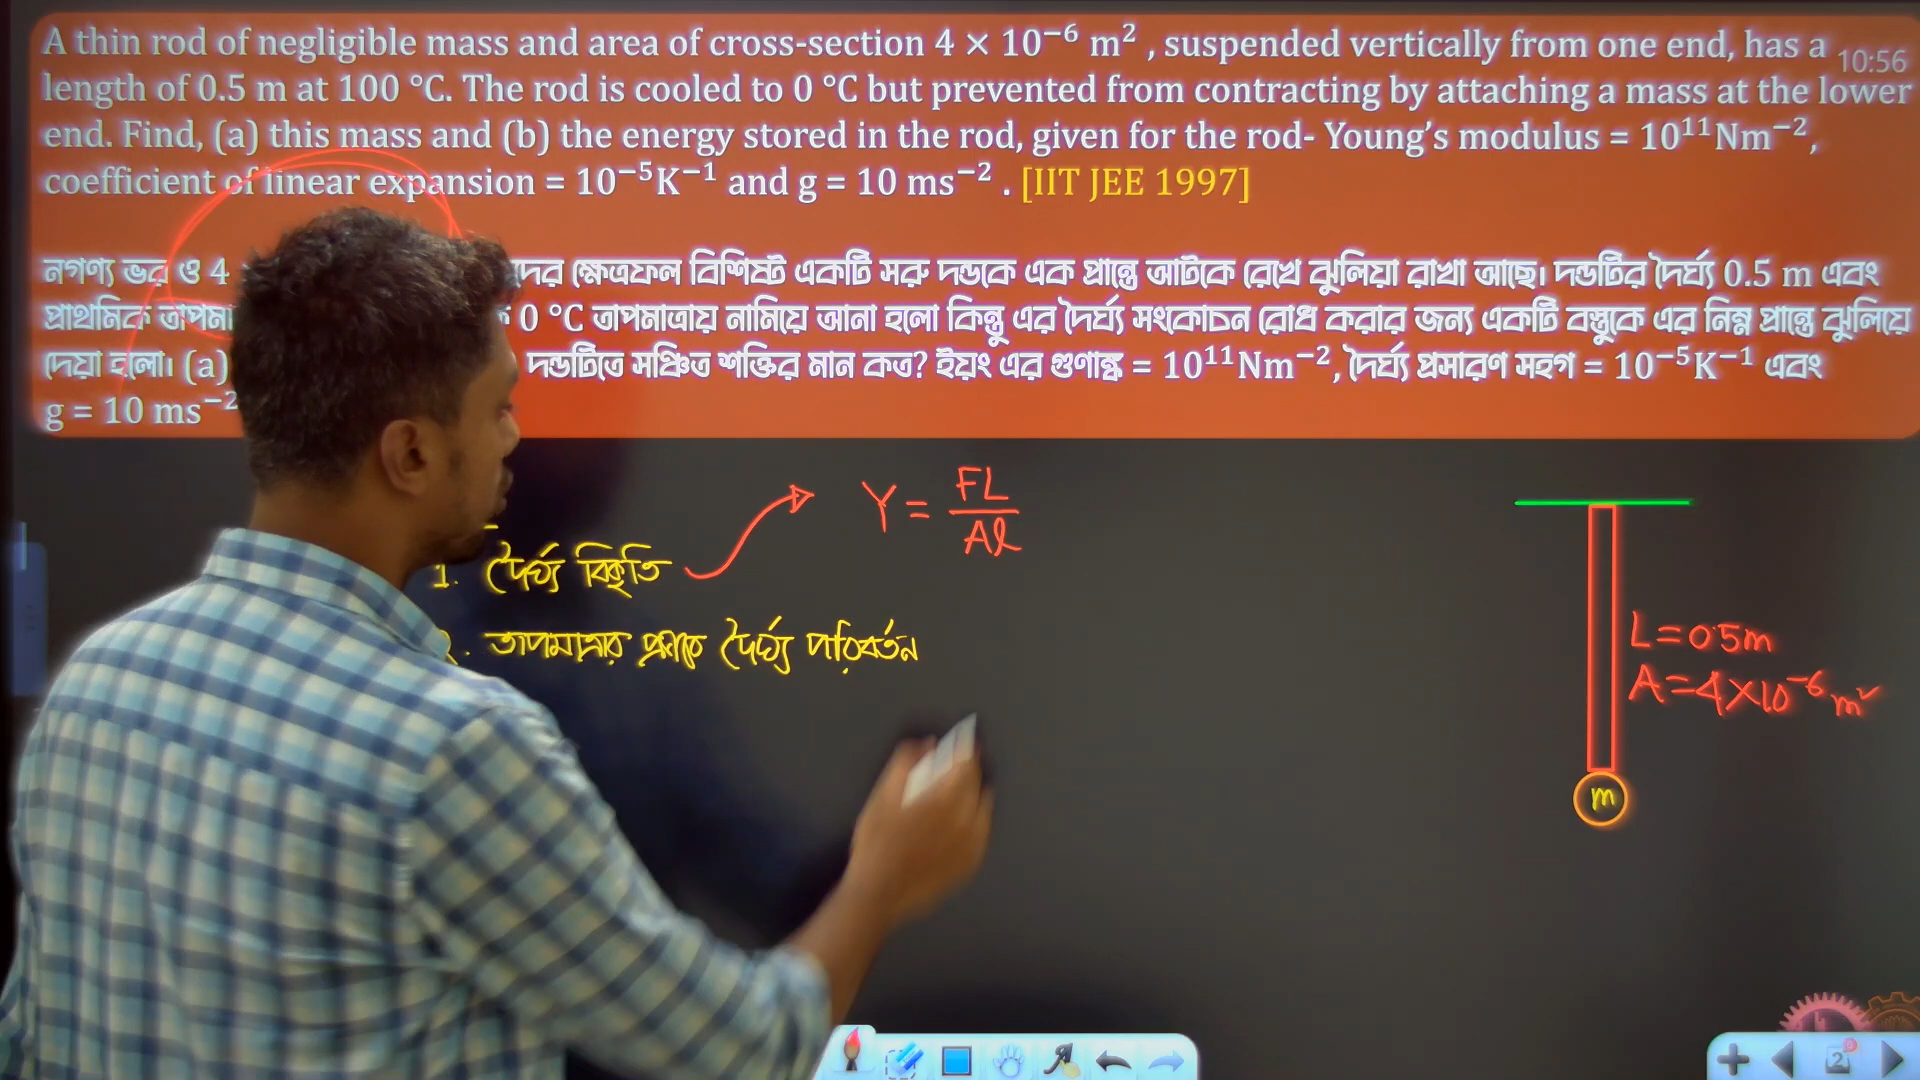 A thin rod of negligible mass and area of cross-section 4 × 10⁻⁶ m² , suspended vertically from one end, has a
10:56
length of 0.5 m at 100 °C. The rod is cooled to 0 °C but prevented from contracting by attaching a mass at the lower
end. Find, (a) this mass and (b) the energy stored in the rod, given for the rod- Young's modulus = 10¹¹Nm⁻²,
coefficient of linear expansion = 10⁻⁵K⁻¹ and g = 10 ms⁻² . [IIT JEE 1997]
নগণ্য ভর ও 4 ক্ষেত্রফল বিশিষ্ট একটি সরু দন্ডকে এক প্রান্তে আটকে রেখে ঝুলিয়া রাখা আছে। দন্ডটির দৈর্ঘ্য 0.5 m এবং
প্রাথমিক 0 °C তাপমাত্রায় নামিয়ে আনা হলো কিন্তু এর দৈর্ঘ্য সংকোচন রোধ করার জন্য একটি বস্তুকে এর নিম্ন প্রান্তে ঝুলিয়ে
দেয়া হলো। (a) দন্ডটিতে সঞ্চিত শক্তির মান কত? ইয়ং এর গুণাঙ্ক = 10¹¹Nm⁻², দৈর্ঘ্য প্রসারণ সহগ = 10⁻⁵K⁻¹ এবং
g = 10 ms⁻²
Y = FL / Al
1. দৈর্ঘ্য বিকৃতি
2. তাপমাত্রার প্রভাবে দৈর্ঘ্য পরিবর্তন
L = 0.5m
A = 4×10⁻⁶ m²
m
2